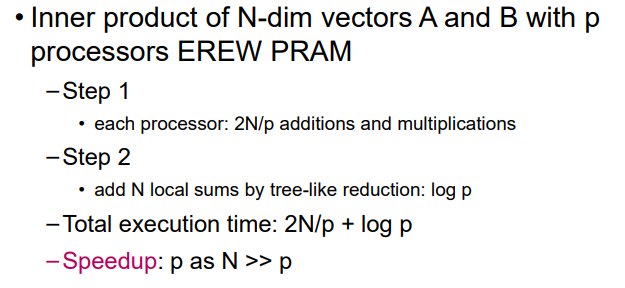 • Inner product of N-dim vectors A and B with p
processors EREW PRAM
–Step 1
• each processor: 2N/p additions and multiplications
–Step 2
• add N local sums by tree-like reduction: log p
–Total execution time: 2N/p + log p
–Speedup: p as N >> p